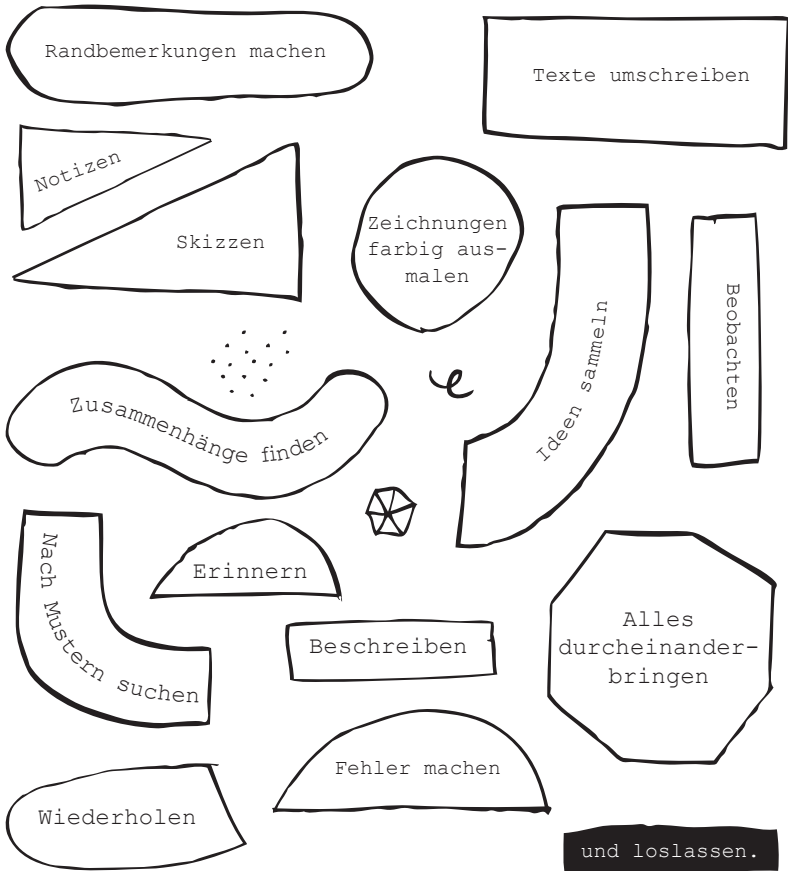 Randbemerkungen machen
Texte umschreiben
Notizen
Skizzen
Zeichnungen
farbig aus-
malen
Ideen sammeln
Beobachten
Zusammenhänge finden
Nach Mustern suchen
Erinnern
Beschreiben
Alles
durcheinander-
bringen
Fehler machen
Wiederholen
und loslassen.